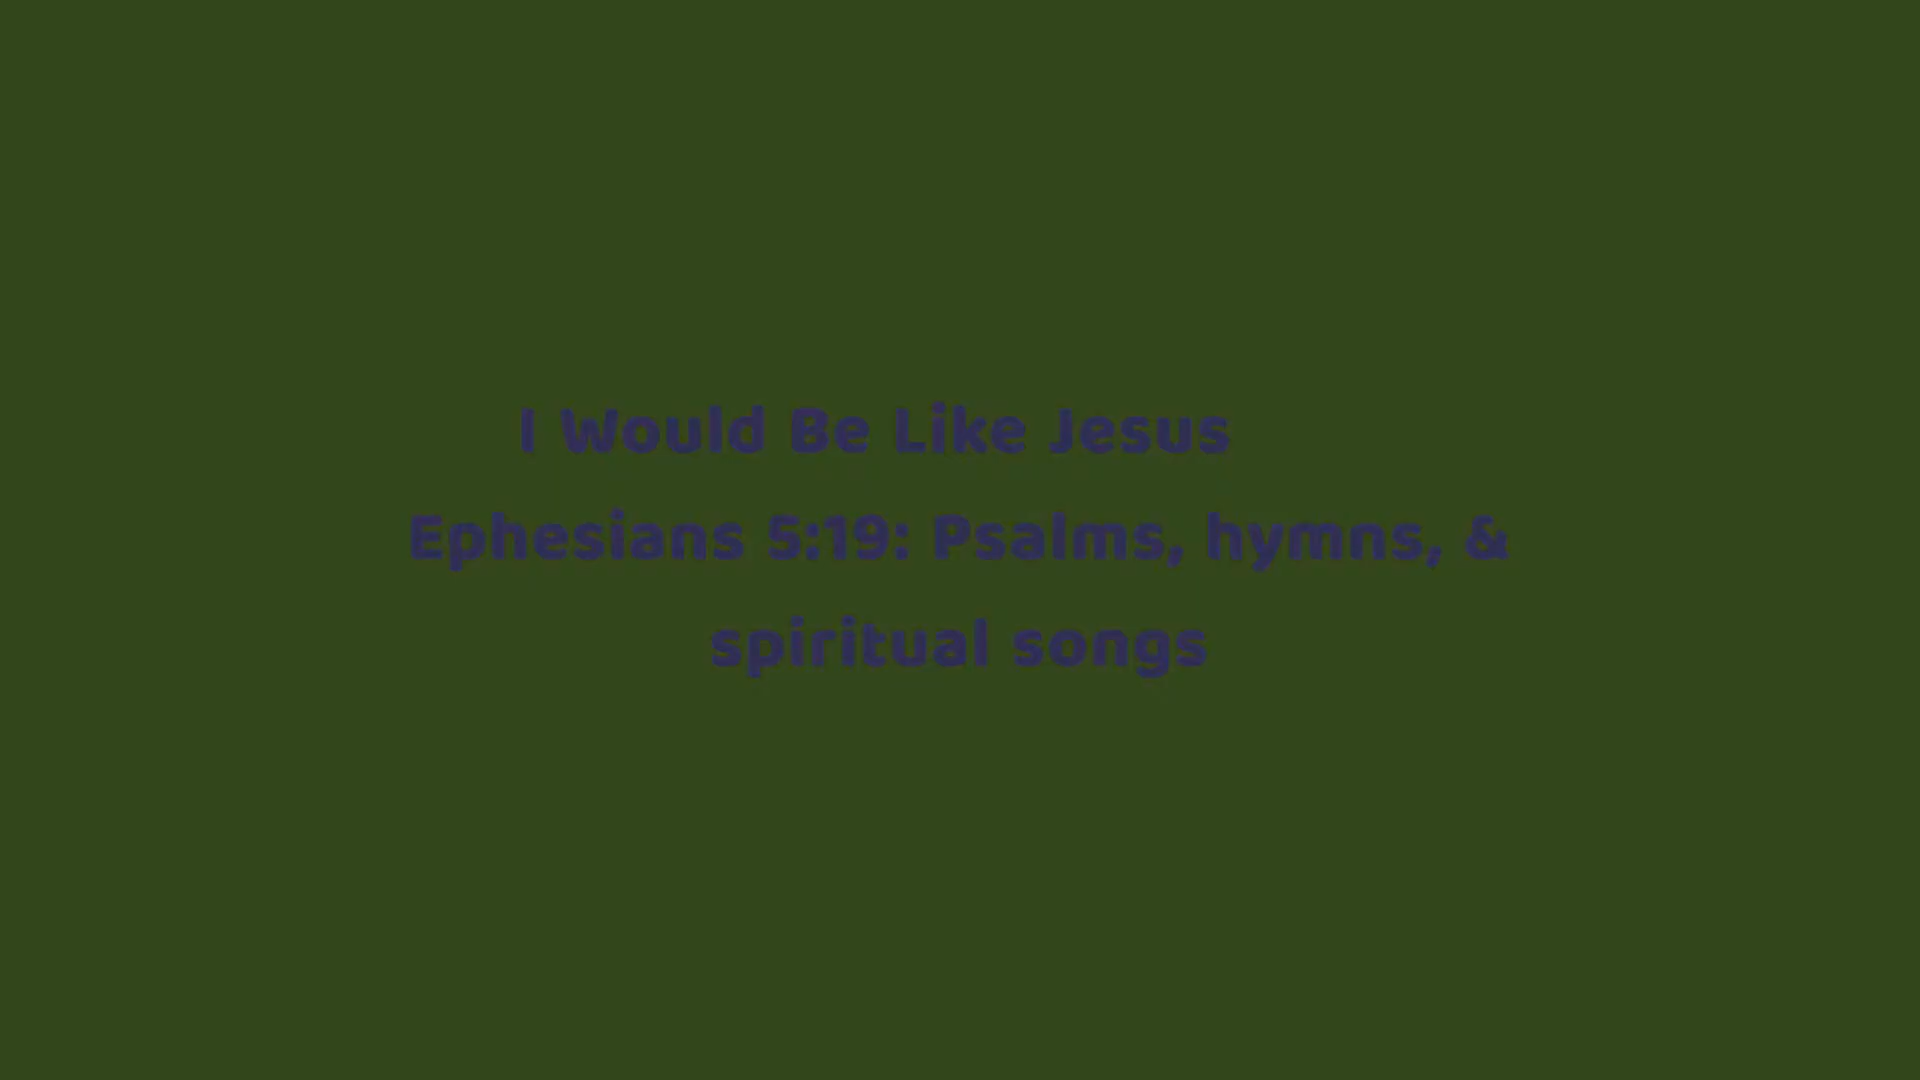 I Would Be Like Jesus
Ephesians 5:19: Psalms, hymns, &
spiritual songs